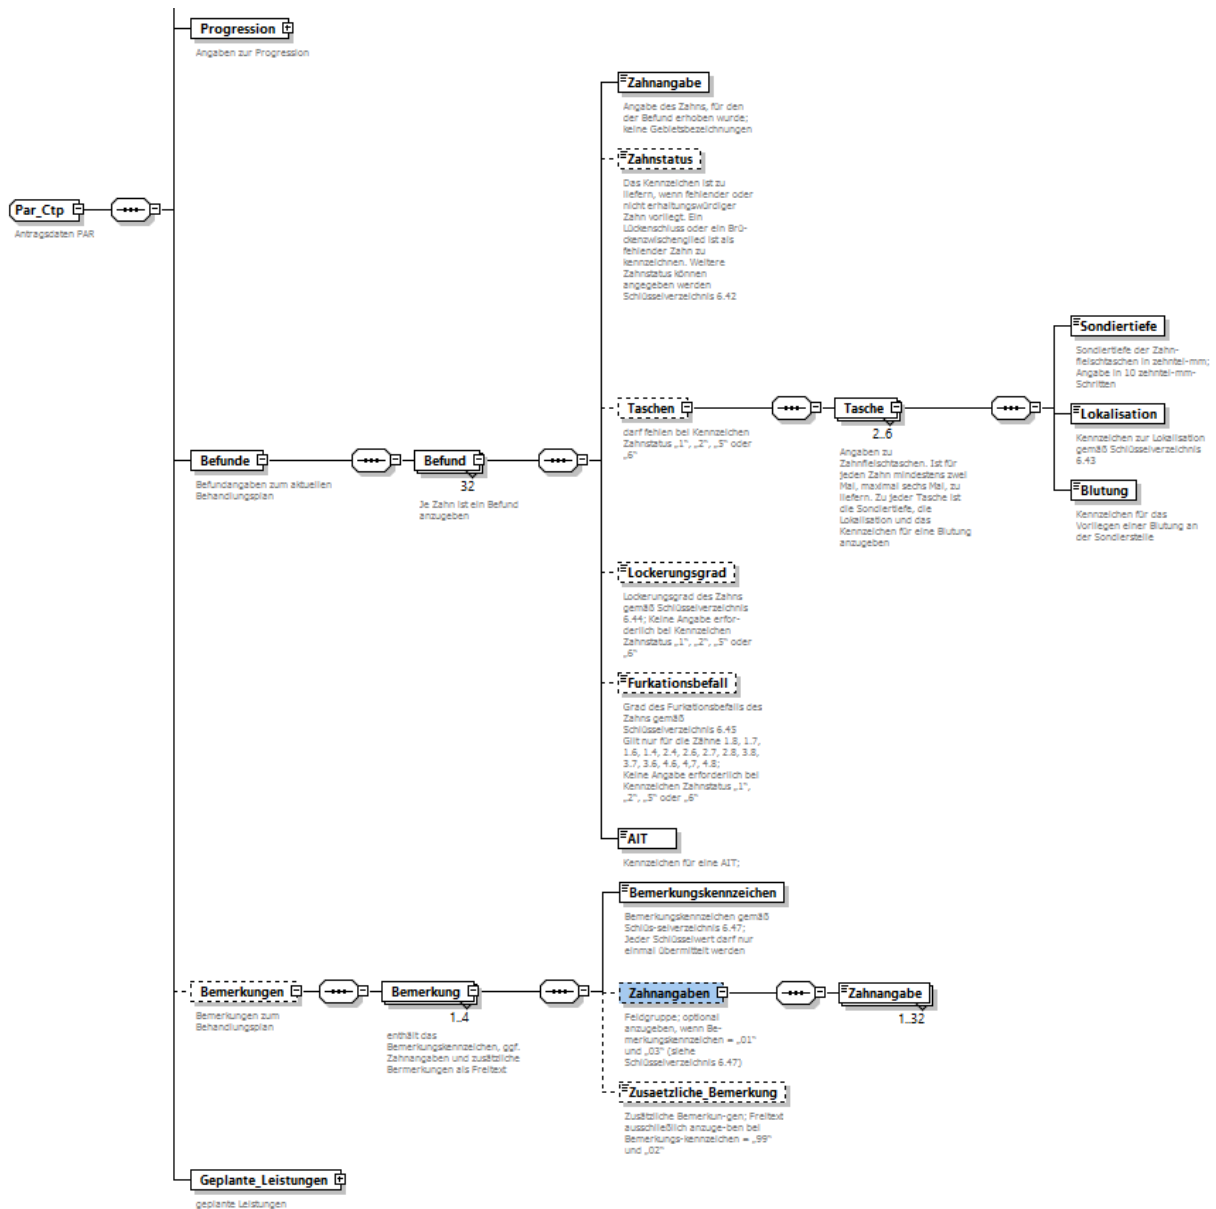 Progression
Angaben zur Progression
Par_Ctp
Antragsdaten PAR
Zahnangabe
Angabe des Zahns, für den
der Befund erhoben wurde;
keine Gebietsbezeichnungen
Zahnstatus
Das Kennzeichen ist zu
liefern, wenn fehlender oder
nicht erhaltungswürdiger
Zahn vorliegt. Ein
Lückenschluss oder ein Brü-
ckenzwischenglied ist als
fehlender Zahn zu
kennzeichnen. Weitere
Zahnstatus können
angegeben werden
Schlüsselverzeichnis 6.42
Taschen
darf fehlen bei Kennzeichen
Zahnstatus „1“, „2“, „5“ oder
„6“
Tasche
2..6
Angaben zu
Zahnfleischtaschen. Ist für
jeden Zahn mindestens zwei
Mal, maximal sechs Mal, zu
liefern. Zu jeder Tasche ist
die Sondiertiefe, die
Lokalisation und das
Kennzeichen für eine Blutung
anzugeben
Sondiertiefe
Sondiertiefe der Zahn-
fleischtaschen in zehntel-mm;
Angabe in 10 zehntel-mm-
Schritten
Lokalisation
Kennzeichen zur Lokalisation
gemäß Schlüsselverzeichnis
6.43
Blutung
Kennzeichen für das
Vorliegen einer Blutung an
der Sondierstelle
Befunde
Befundangaben zum aktuellen
Behandlungsplan
Befund
32
Je Zahn ist ein Befund
anzugeben
Lockerungsgrad
Lockerungsgrad des Zahns
gemäß Schlüsselverzeichnis
6.44; Keine Angabe erfor-
derlich bei Kennzeichen
Zahnstatus „1“, „2“, „5“ oder
„6“
Furkationsbefall
Grad des Furkationsbefalls des
Zahns gemäß
Schlüsselverzeichnis 6.45
Gilt nur für die Zähne 1.8, 1.7,
1.6, 1.4, 2.4, 2.6, 2.7, 2.8, 3.8,
3.7, 3.6, 4.6, 4,7, 4.8;
Keine Angabe erforderlich bei
Kennzeichen Zahnstatus „1“,
„2“, „5“ oder „6“
AIT
Kennzeichen für eine AIT;
Bemerkungen
Bemerkungen zum
Behandlungsplan
Bemerkung
1..4
enthält das
Bemerkungskennzeichen, ggf.
Zahnangaben und zusätzliche
Bermerkungen als Freitext
Bemerkungskennzeichen
Bemerkungskennzeichen gemäß
Schlüs-selverzeichnis 6.47;
Jeder Schlüsselwert darf nur
einmal übermittelt werden
Zahnangaben
Feldgruppe; optional
anzugeben, wenn Be-
merkungskennzeichen = „01“
und „03“ (siehe
Schlüsselverzeichnis 6.47)
Zahnangabe
1..32
Zusaetzliche_Bemerkung
Zusätzliche Bemerkun-gen; Freitext
ausschließlich anzuge-ben bei
Bemerkungs-kennzeichen = „99“
und „02“
Geplante_Leistungen
geplante Leistungen